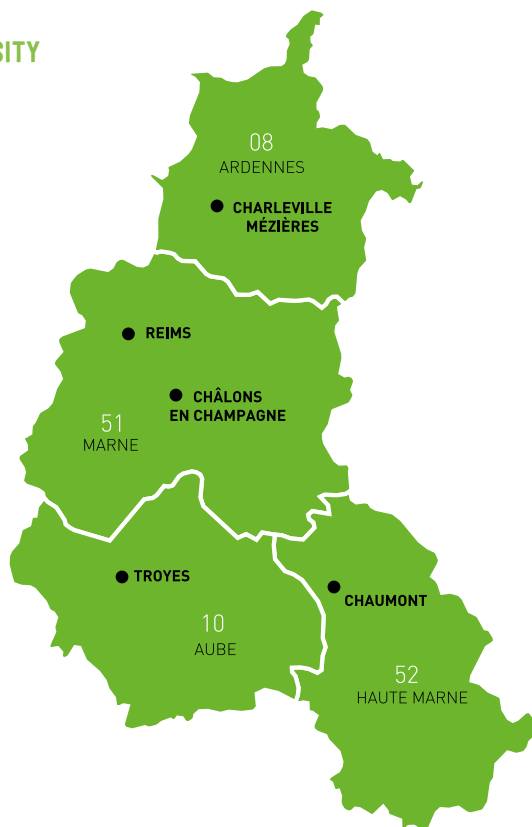 SITY
08
ARDENNES
CHARLEVILLE
MÉZIÈRES
REIMS
CHÂLONS
EN CHAMPAGNE
51
MARNE
TROYES
CHAUMONT
10
AUBE
52
HAUTE MARNE